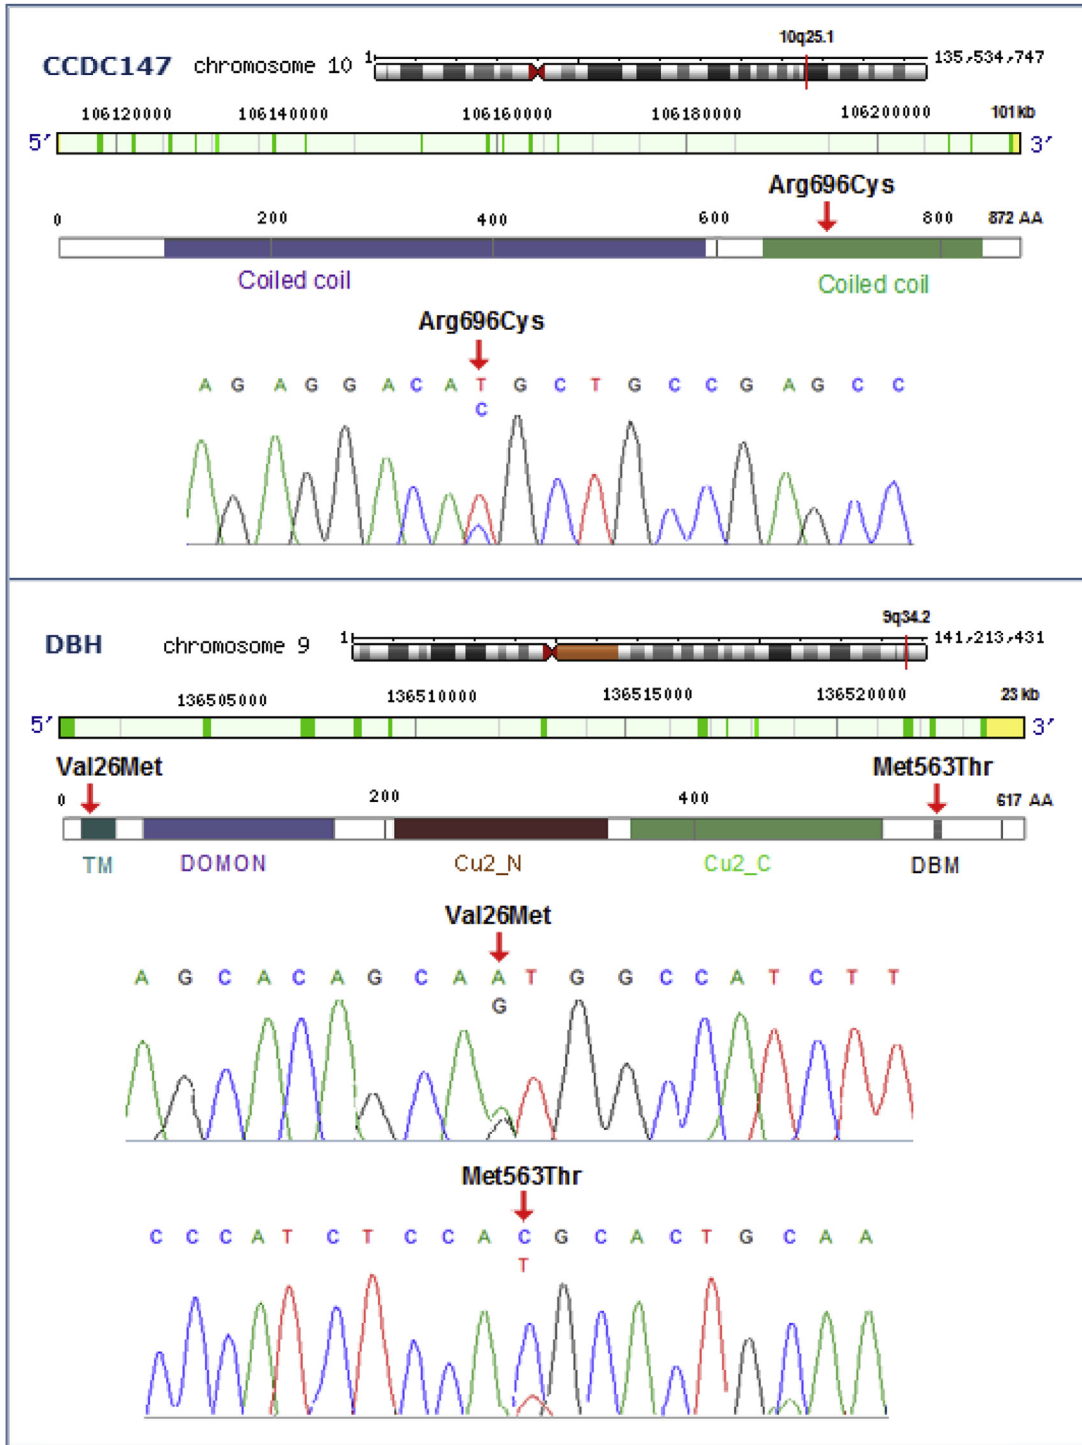 10q25.1
CCDC147 chromosome 10 1 135,534,747
106120000 106140000 106160000 106180000 106200000 101kb
5' 3'
Arg696Cys
0 200 400 600 800 872 AA
Coiled coil Coiled coil
Arg696Cys
A G A G G A C A T G C T G C C G A G C C
C
9q34.2
DBH chromosome 9 1 141,213,431
136505000 136510000 136515000 136520000 23 kb
5' 3'
Val26Met Met563Thr
0 200 400 617 AA
TM DOMON Cu2_N Cu2_C DBM
Val26Met
A G C A C A G C A A T G G C C A T C T T
G
Met563Thr
C C C A T C T C C A C G C A C T G C A A
T